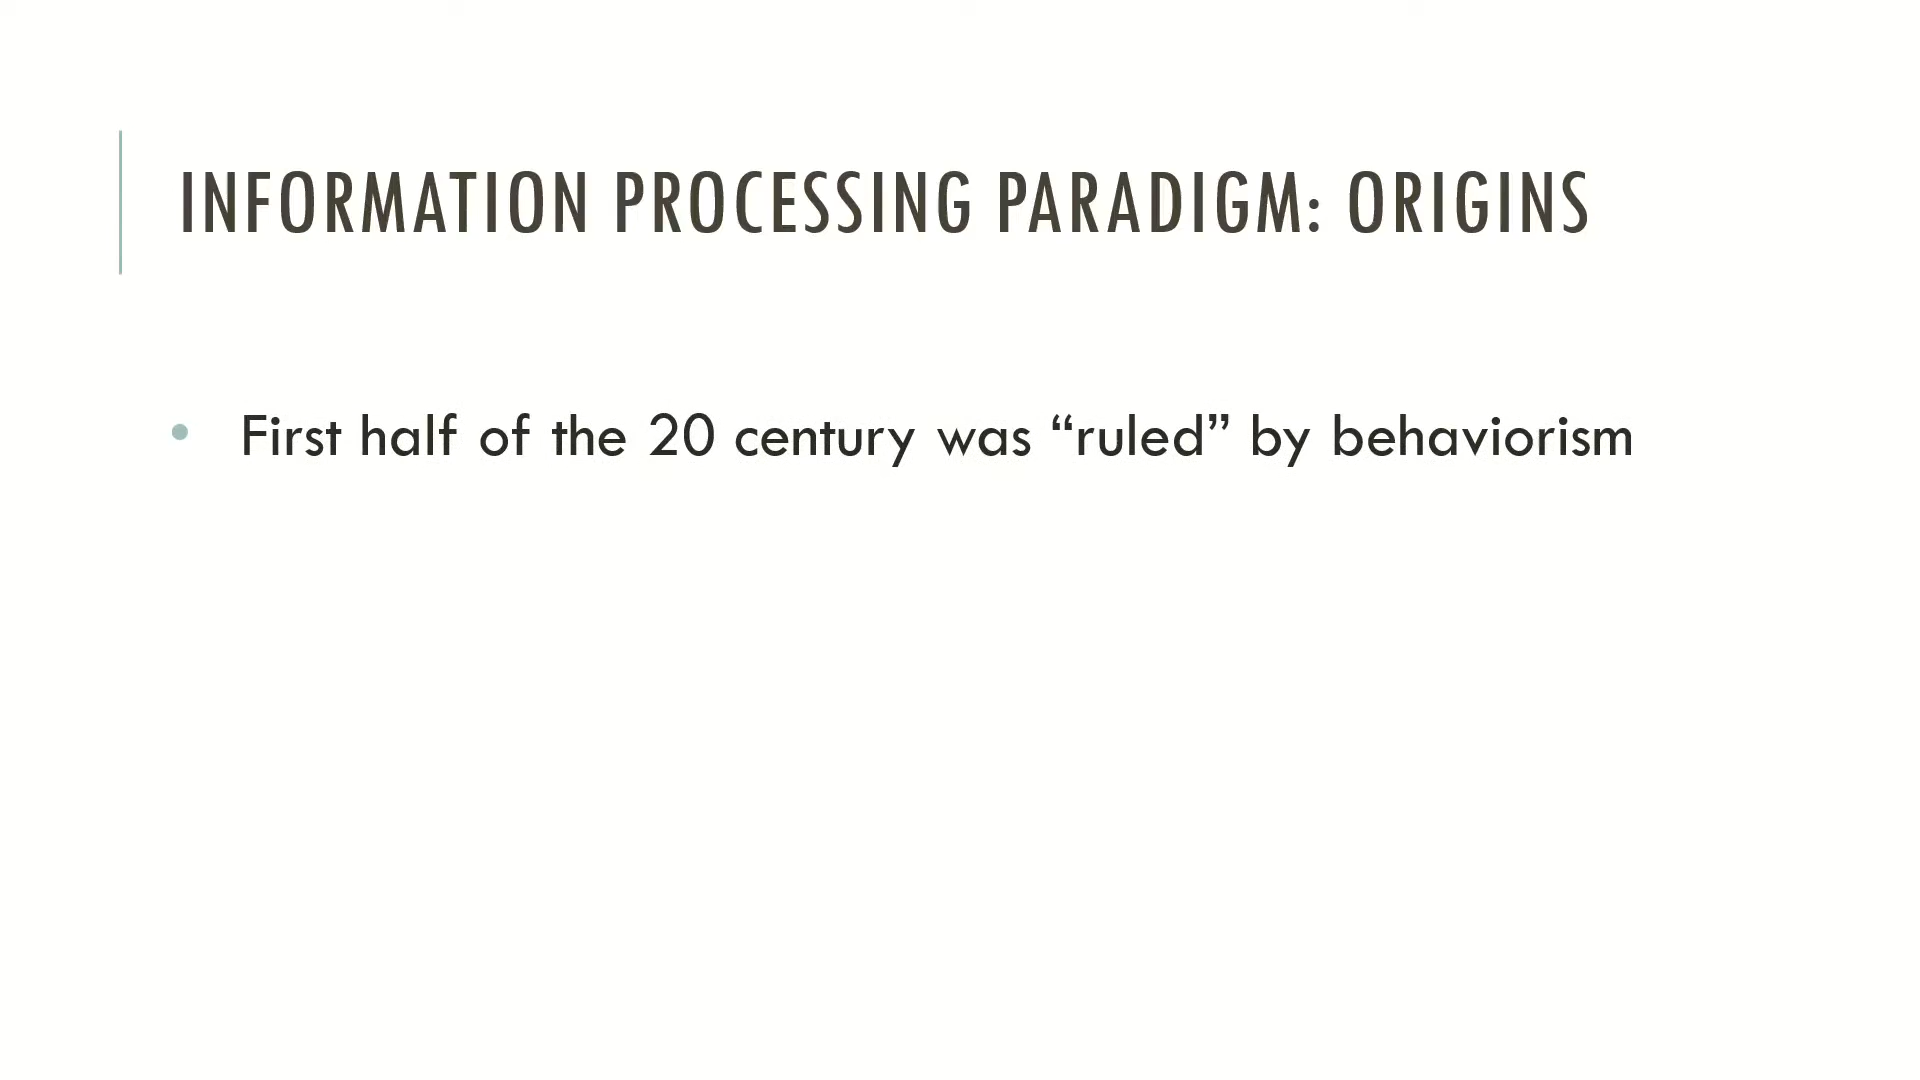 INFORMATION PROCESSING PARADIGM: ORIGINS
• First half of the 20 century was “ruled” by behaviorism